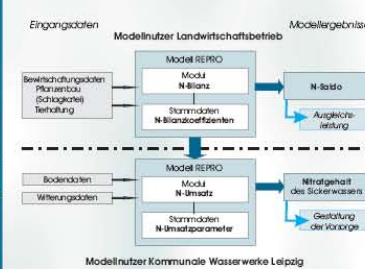 Eingangsdaten
Modellergebnisse
Modellnutzer Landwirtschaftsbetrieb
Modell REPRO
Modul
N-Bilanz
Stammdaten
N-Bilanzkoeffizienten
Bewirtschaftungsdaten
Pflanzenbau
(Schlagkartei)
Tierhaltung
N-Saldo
Ausgleichs-
leistung
Modell REPRO
Modul
N-Umsatz
Stammdaten
N-Umsatzparameter
Bodendaten
Witterungsdaten
Nitratgehalt
des Sickerwassers
Gestaltung
der Vorsorge
Modellnutzer Kommunale Wasserwerke Leipzig